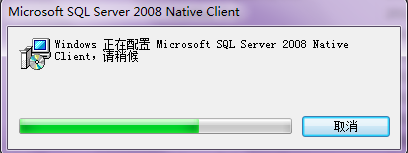 Microsoft SQL Server 2008 Native Client
Windows 正在配置 Microsoft SQL Server 2008 Native
Client，请稍候
取消